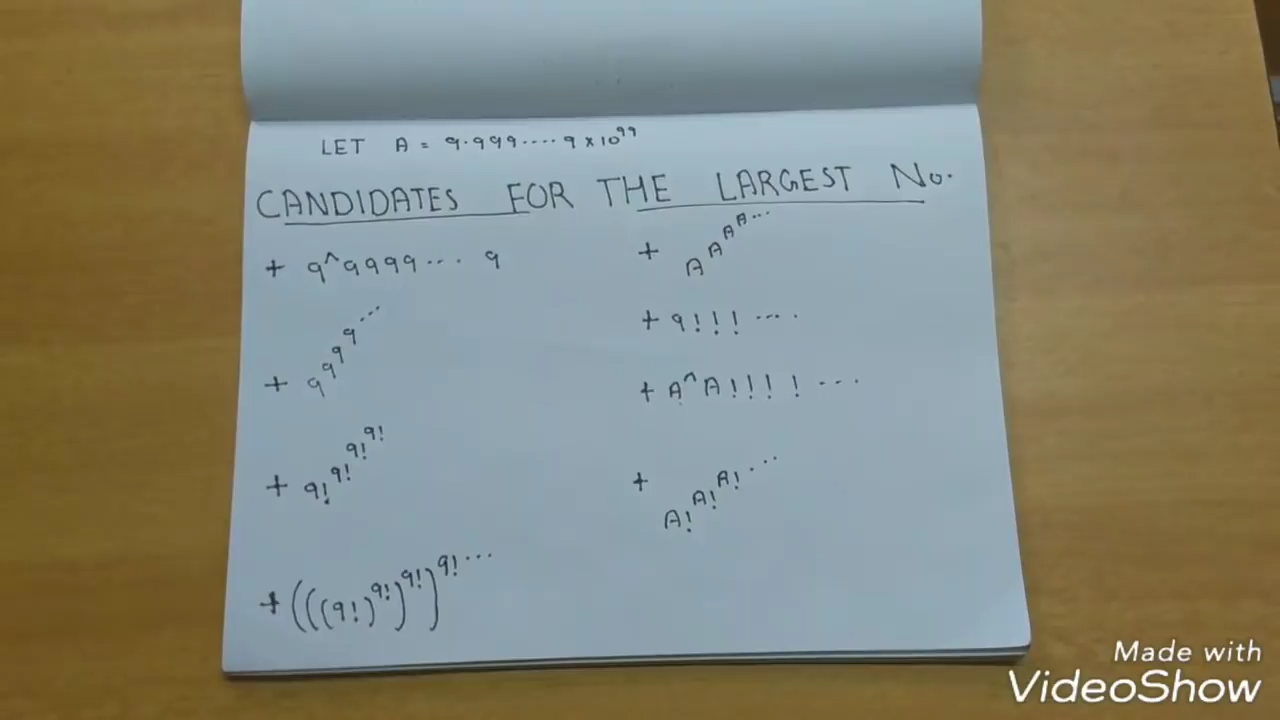 LET A = 9.999....9 x 10^99
CANDIDATES FOR THE LARGEST No.
+ 9^9999... 9
+ 9^9^9^9^...
+ 9!^9!^9!^9!
+ (((9!)^9!)^9!)^9!...
+ A^A^A^A^...
+ 9!!! ....
+ A^A!!!! ...
+ A!^A!^A!^...
Made with
VideoShow